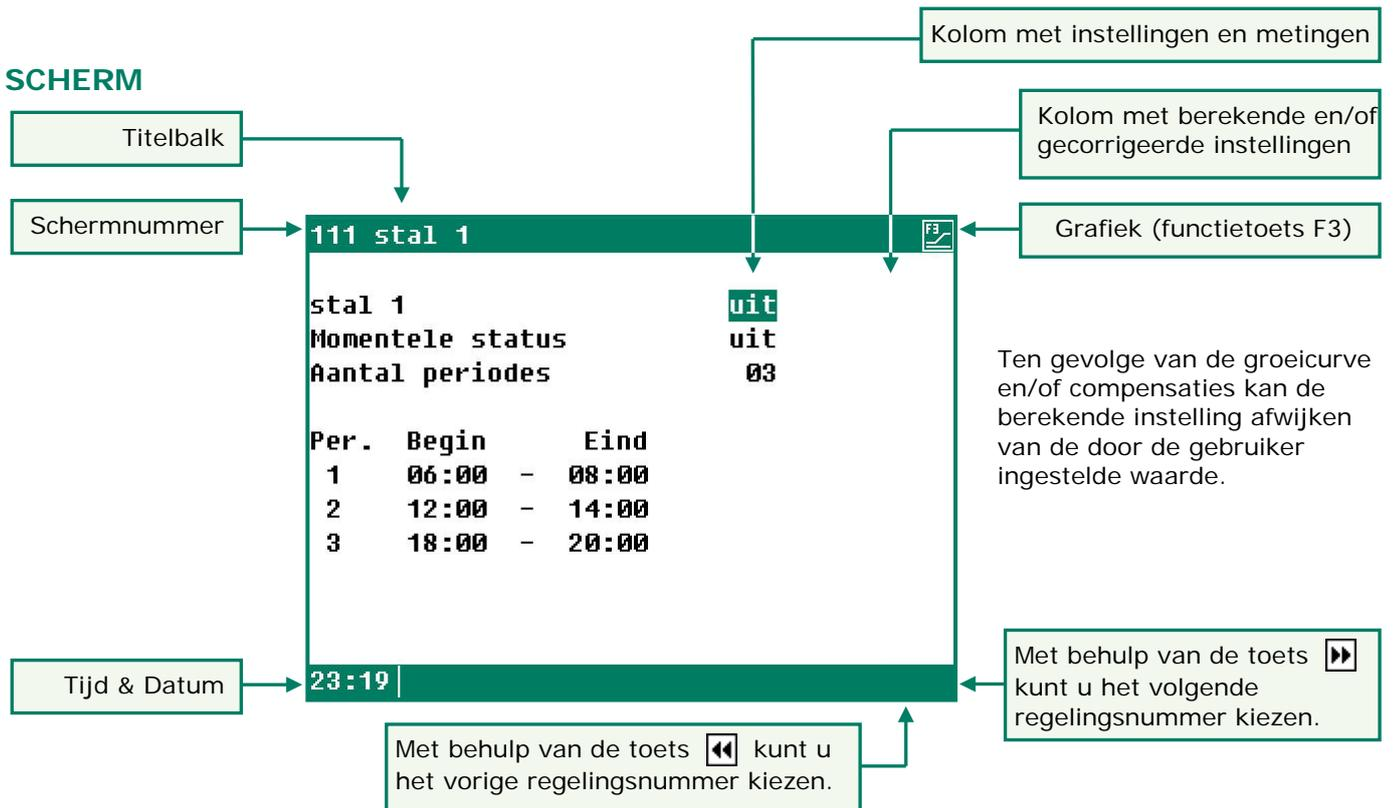 Kolom met instellingen en metingen
SCHERM
Kolom met berekende en/of
gecorrigeerde instellingen
Titelbalk
Schermnummer
Grafiek (functietoets F3)
111 stal 1
F3
stal 1 uit
Momentele status uit
Aantal periodes 03
Per. Begin Eind
1 06:00 - 08:00
2 12:00 - 14:00
3 18:00 - 20:00
Ten gevolge van de groeicurve
en/of compensaties kan de
berekende instelling afwijken
van de door de gebruiker
ingestelde waarde.
Tijd & Datum
23:19
Met behulp van de toets
kunt u het volgende
regelingsnummer kiezen.
Met behulp van de toets kunt u
het vorige regelingsnummer kiezen.